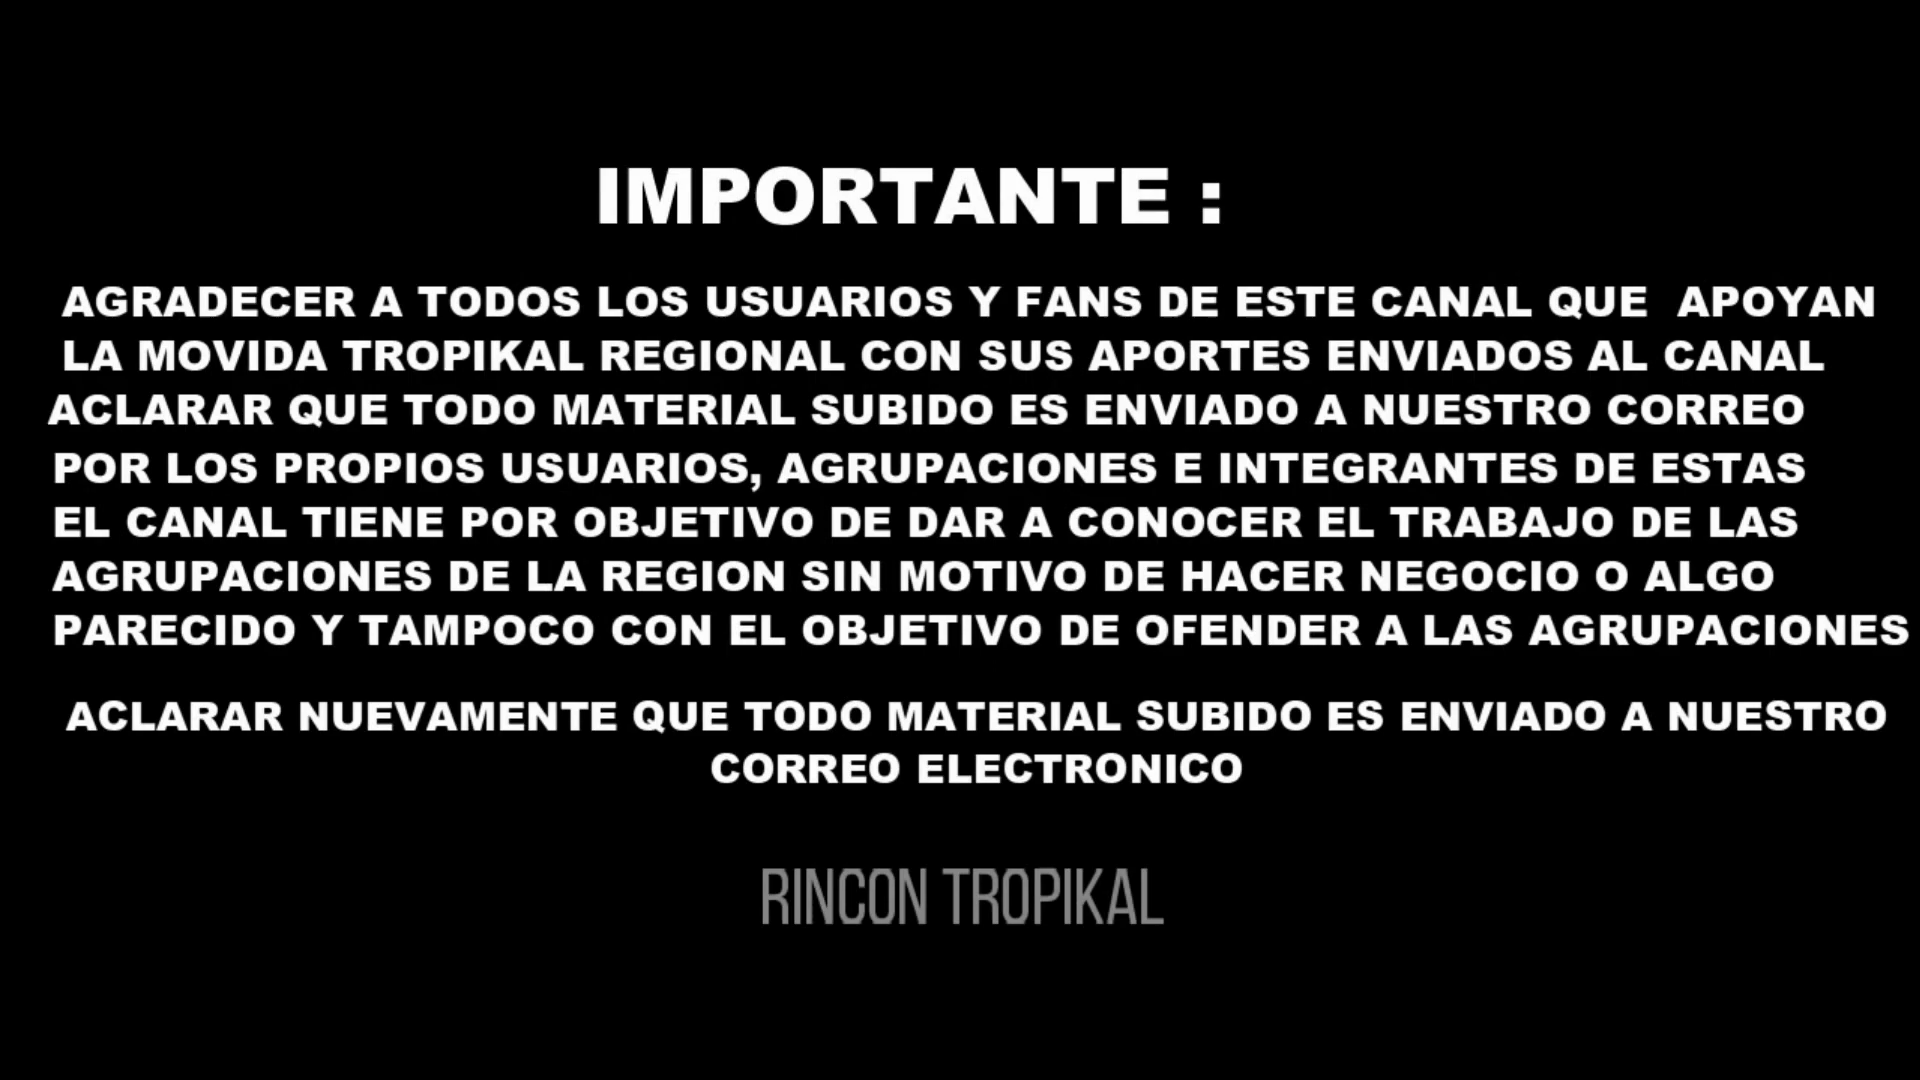 IMPORTANTE :
AGRADECER A TODOS LOS USUARIOS Y FANS DE ESTE CANAL QUE APOYAN
LA MOVIDA TROPIKAL REGIONAL CON SUS APORTES ENVIADOS AL CANAL
ACLARAR QUE TODO MATERIAL SUBIDO ES ENVIADO A NUESTRO CORREO
POR LOS PROPIOS USUARIOS, AGRUPACIONES E INTEGRANTES DE ESTAS
EL CANAL TIENE POR OBJETIVO DE DAR A CONOCER EL TRABAJO DE LAS
AGRUPACIONES DE LA REGION SIN MOTIVO DE HACER NEGOCIO O ALGO
PARECIDO Y TAMPOCO CON EL OBJETIVO DE OFENDER A LAS AGRUPACIONES
ACLARAR NUEVAMENTE QUE TODO MATERIAL SUBIDO ES ENVIADO A NUESTRO
CORREO ELECTRONICO
RINCON TROPIKAL